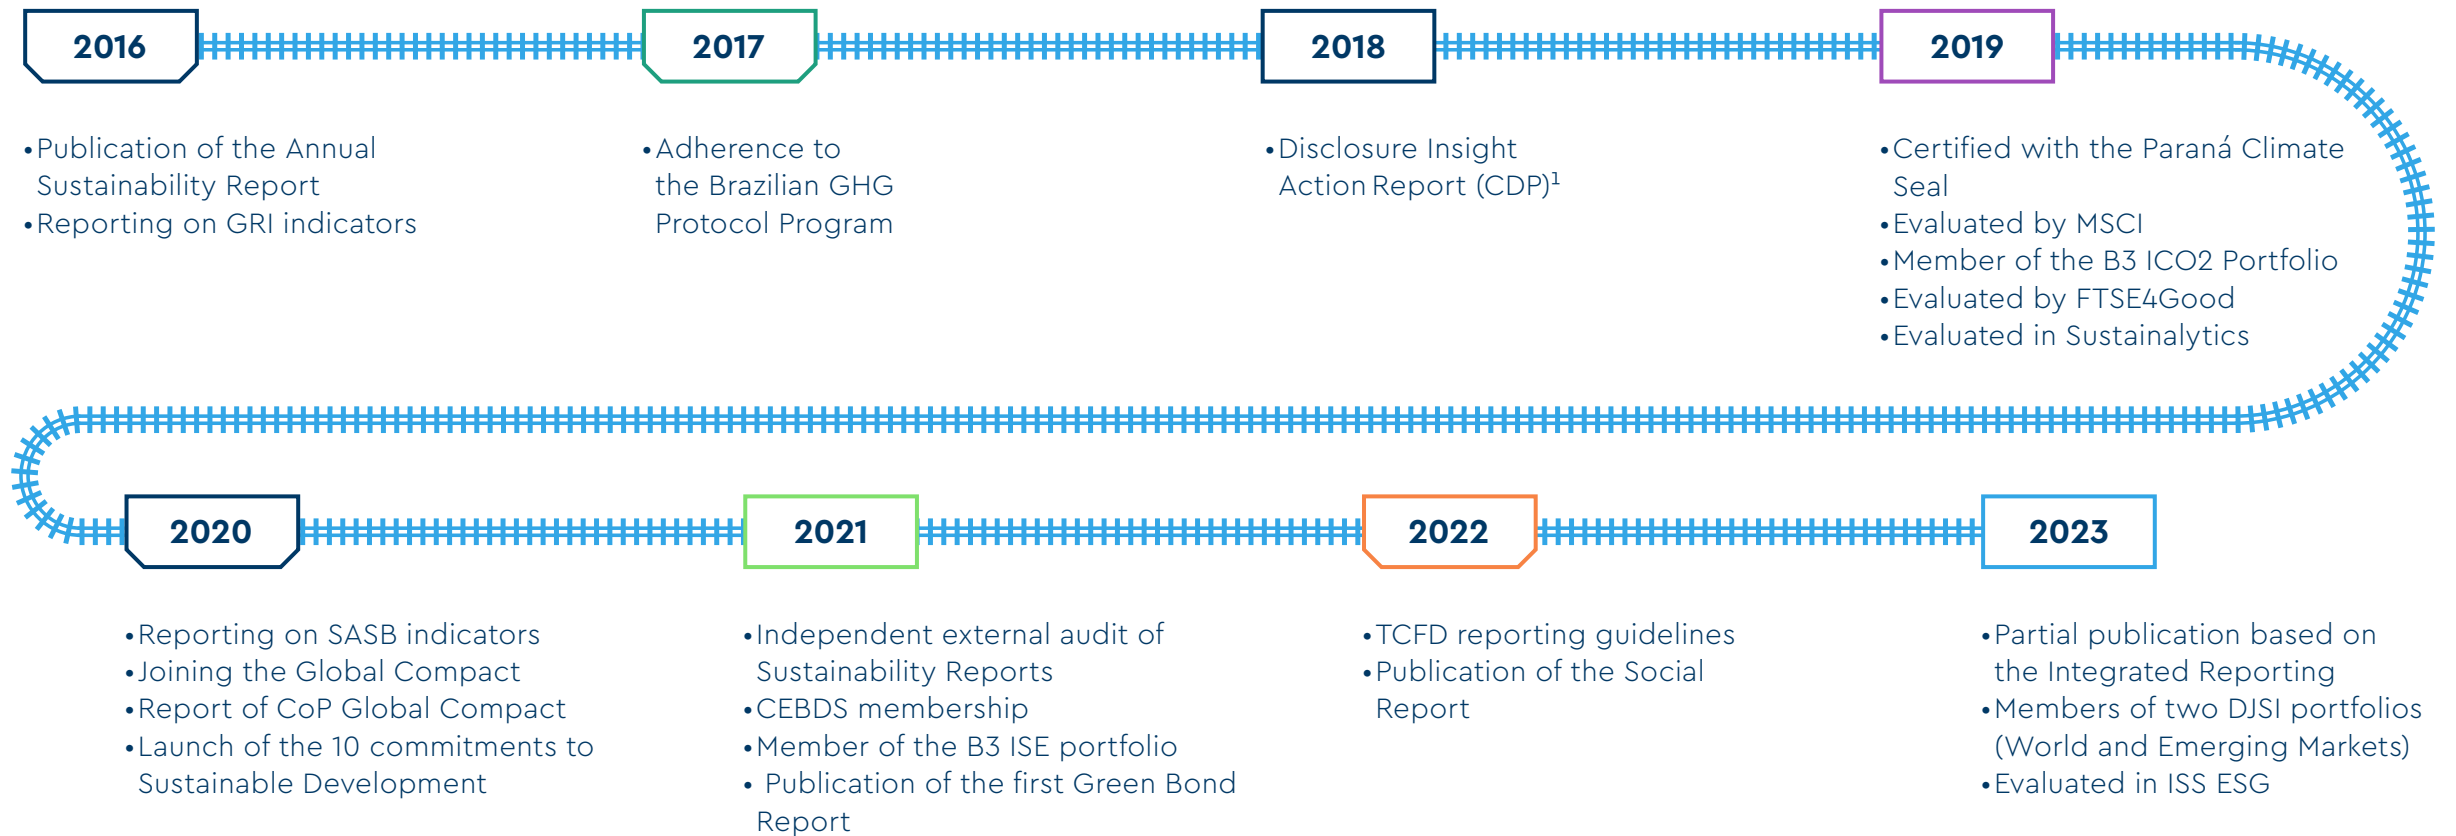 2016
2017
2018
2019
•Publication of the Annual
Sustainability Report
•Reporting on GRI indicators
•Adherence to
the Brazilian GHG
Protocol Program
•Disclosure Insight
Action Report (CDP)¹
•Certified with the Paraná Climate
Seal
•Evaluated by MSCI
•Member of the B3 ICO2 Portfolio
•Evaluated by FTSE4Good
•Evaluated in Sustainalytics
2020
2021
2022
2023
•Reporting on SASB indicators
•Joining the Global Compact
•Report of CoP Global Compact
•Launch of the 10 commitments to
Sustainable Development
•Independent external audit of
Sustainability Reports
•CEBDS membership
•Member of the B3 ISE portfolio
• Publication of the first Green Bond
Report
•TCFD reporting guidelines
•Publication of the Social
Report
•Partial publication based on
the Integrated Reporting
•Members of two DJSI portfolios
(World and Emerging Markets)
•Evaluated in ISS ESG